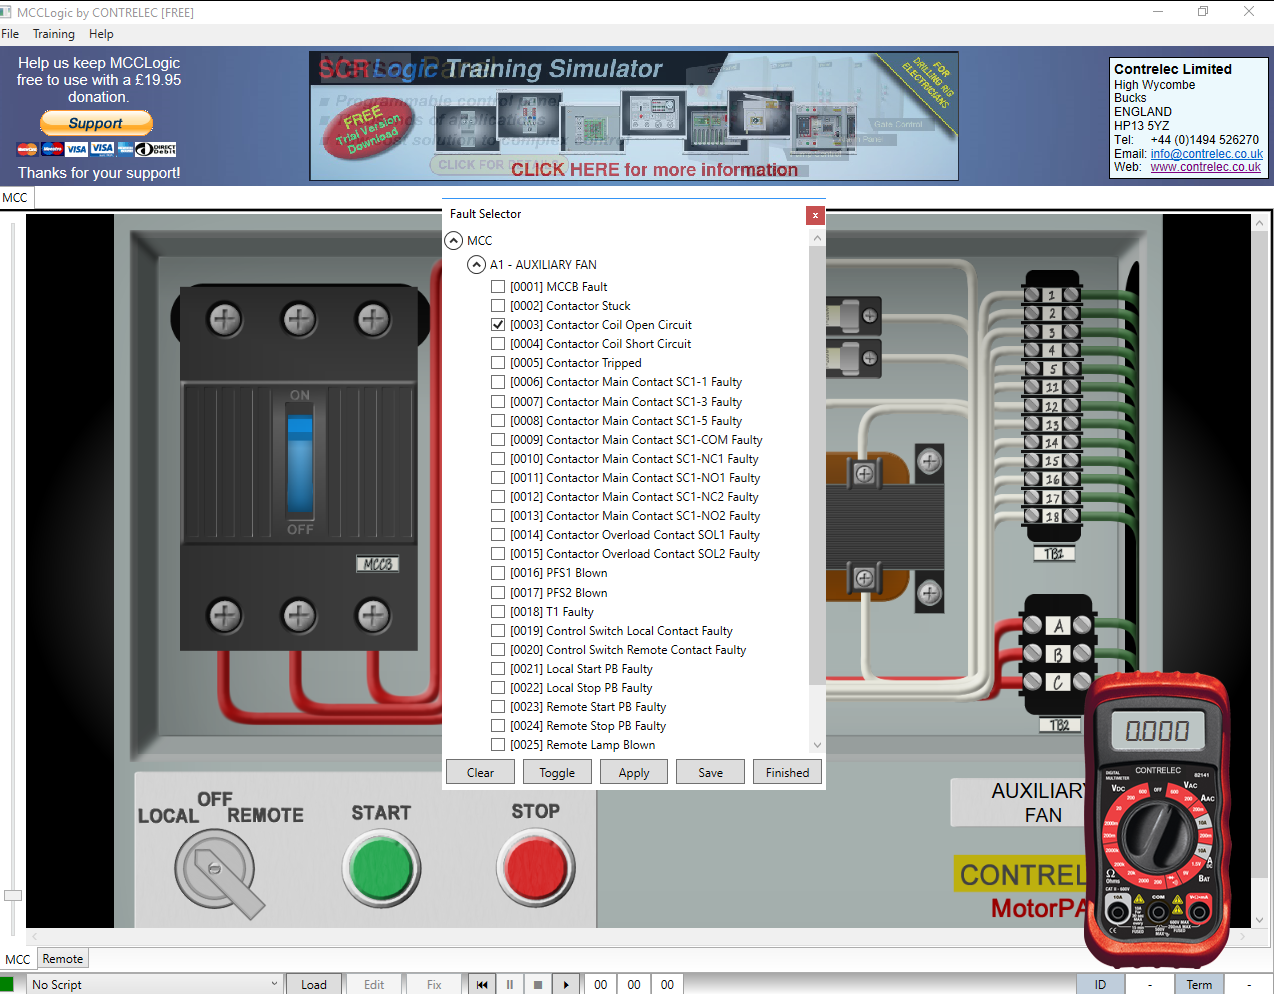 MCCLogic by CONTRELEC [FREE]
File Training Help
Help us keep MCCLogic
free to use with a £19.95
donation.
Support
Thanks for your support!
SCR Logic Training Simulator
FREE
Trial Version
Download
FOR
DRILLING RIG
ELECTRICIANS
CLICK FOR DETAILS
CLICK HERE for more information
Contrelec Limited
High Wycombe
Bucks
ENGLAND
HP13 5YZ
Tel: +44 (0)1494 526270
Email: info@contrelec.co.uk
Web: www.contrelec.co.uk
MCC
Fault Selector
MCC
A1 - AUXILIARY FAN
[0001] MCCB Fault
[0002] Contactor Stuck
[0003] Contactor Coil Open Circuit
[0004] Contactor Coil Short Circuit
[0005] Contactor Tripped
[0006] Contactor Main Contact SC1-1 Faulty
[0007] Contactor Main Contact SC1-3 Faulty
[0008] Contactor Main Contact SC1-5 Faulty
[0009] Contactor Main Contact SC1-COM Faulty
[0010] Contactor Main Contact SC1-NC1 Faulty
[0011] Contactor Main Contact SC1-NO1 Faulty
[0012] Contactor Main Contact SC1-NC2 Faulty
[0013] Contactor Main Contact SC1-NO2 Faulty
[0014] Contactor Overload Contact SOL1 Faulty
[0015] Contactor Overload Contact SOL2 Faulty
[0016] PFS1 Blown
[0017] PFS2 Blown
[0018] T1 Faulty
[0019] Control Switch Local Contact Faulty
[0020] Control Switch Remote Contact Faulty
[0021] Local Start PB Faulty
[0022] Local Stop PB Faulty
[0023] Remote Start PB Faulty
[0024] Remote Stop PB Faulty
[0025] Remote Lamp Blown
Clear Toggle Apply Save Finished
ON
OFF
MCCB
1
2
3
4
5
11
12
13
14
15
16
17
18
TB1
A
B
C
TB2
LOCAL OFF REMOTE
START
STOP
AUXILIARY
FAN
CONTREL
MotorPA
0.000
CONTRELEC
MCC Remote
No Script Load Edit Fix 00 00 00 ID - Term -